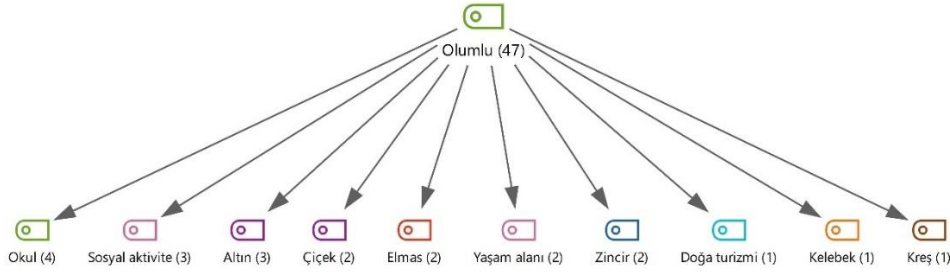 Olumlu (47)
Okul (4)
Sosyal aktivite (3)
Altın (3)
Çiçek (2)
Elmas (2)
Yaşam alanı (2)
Zincir (2)
Doğa turizmi (1)
Kelebek (1)
Kreş (1)